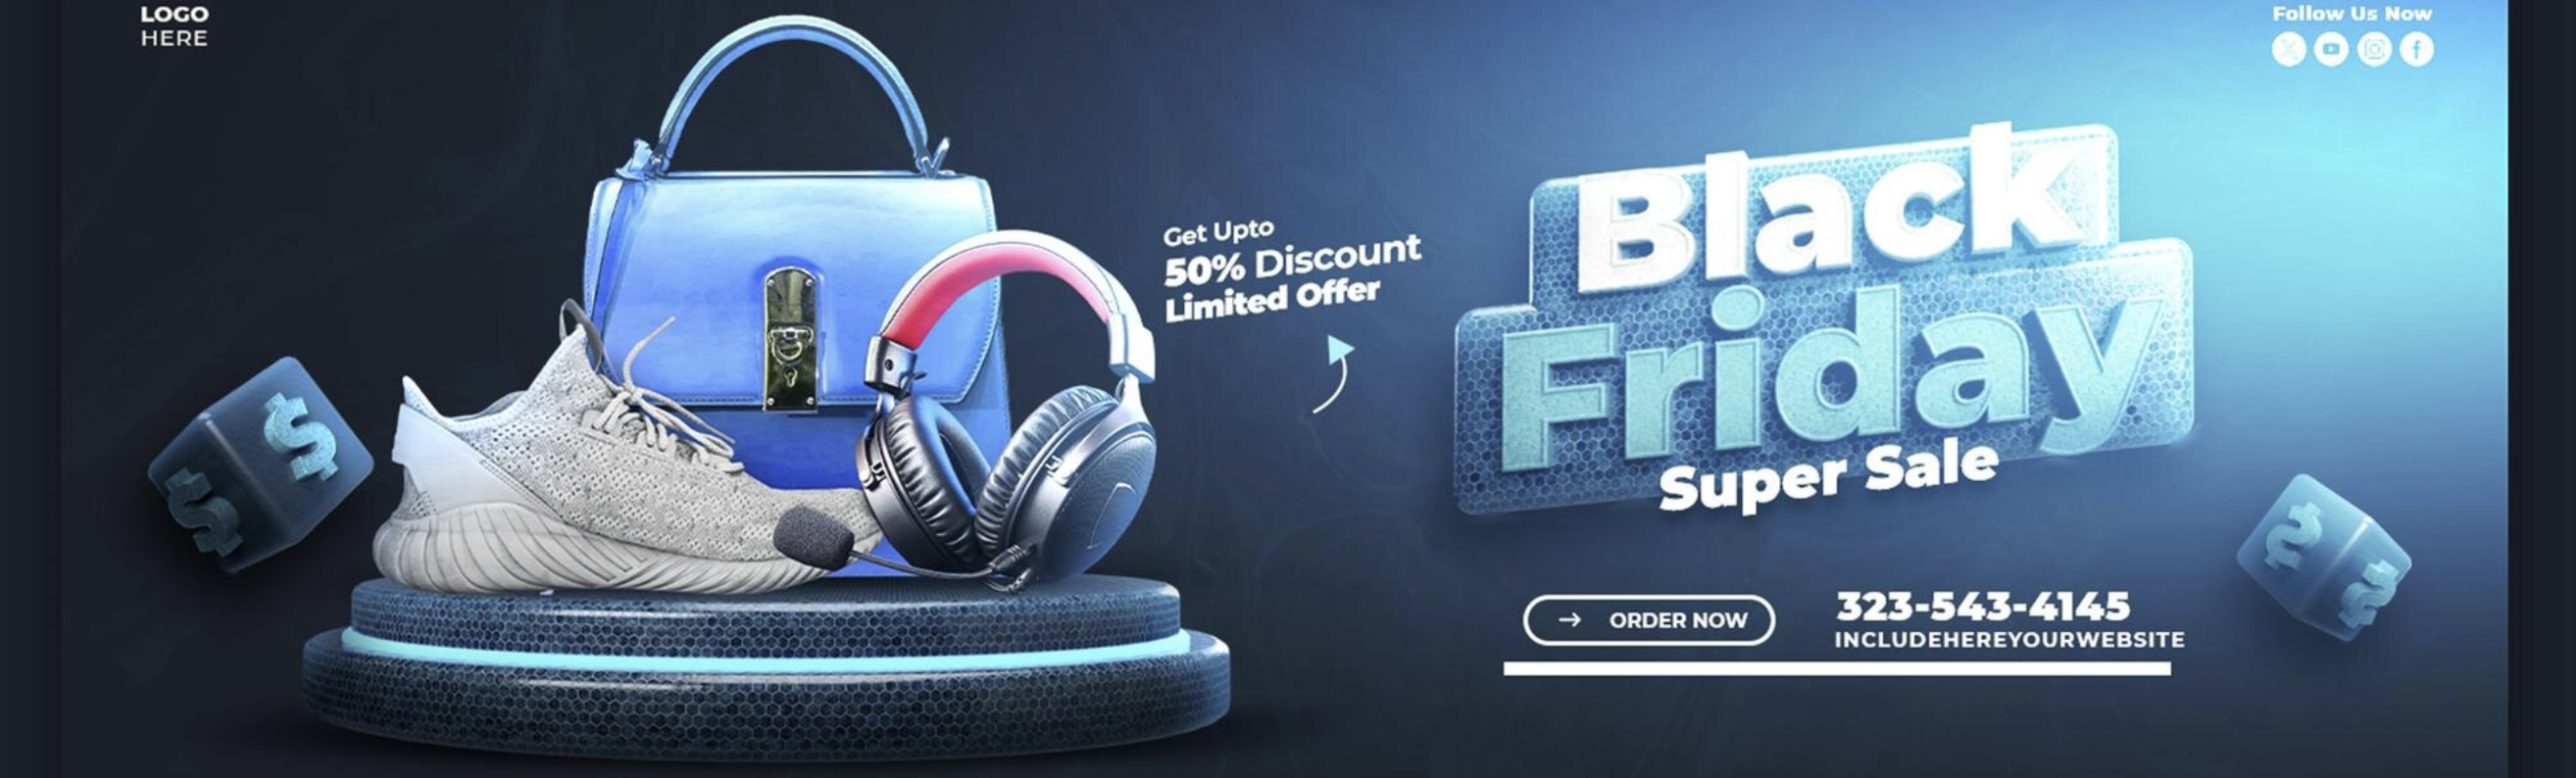 LOGO
HERE
Follow Us Now
Get Upto
50% Discount
Limited Offer
Black
Friday
Super Sale
$
$
$
$
→ ORDER NOW
323-543-4145
INCLUDEHEREYOURWEBSITE